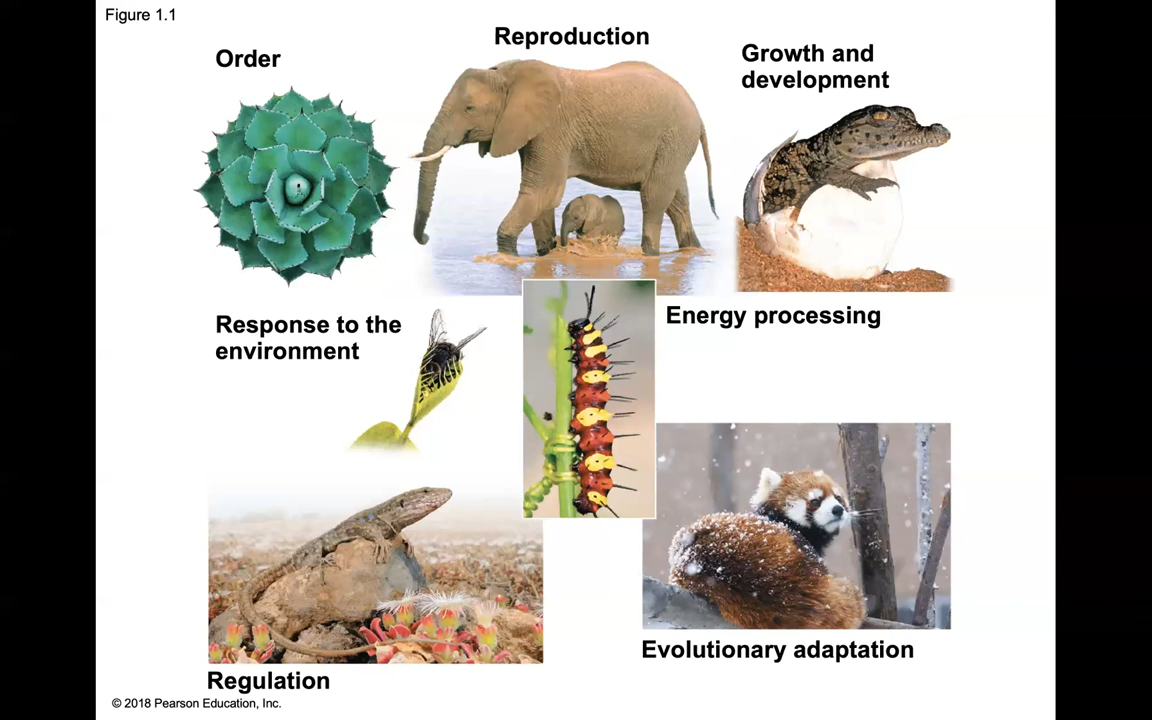 Figure 1.1
Order
Reproduction
Growth and
development
Response to the
environment
Energy processing
Regulation
Evolutionary adaptation
© 2018 Pearson Education, Inc.